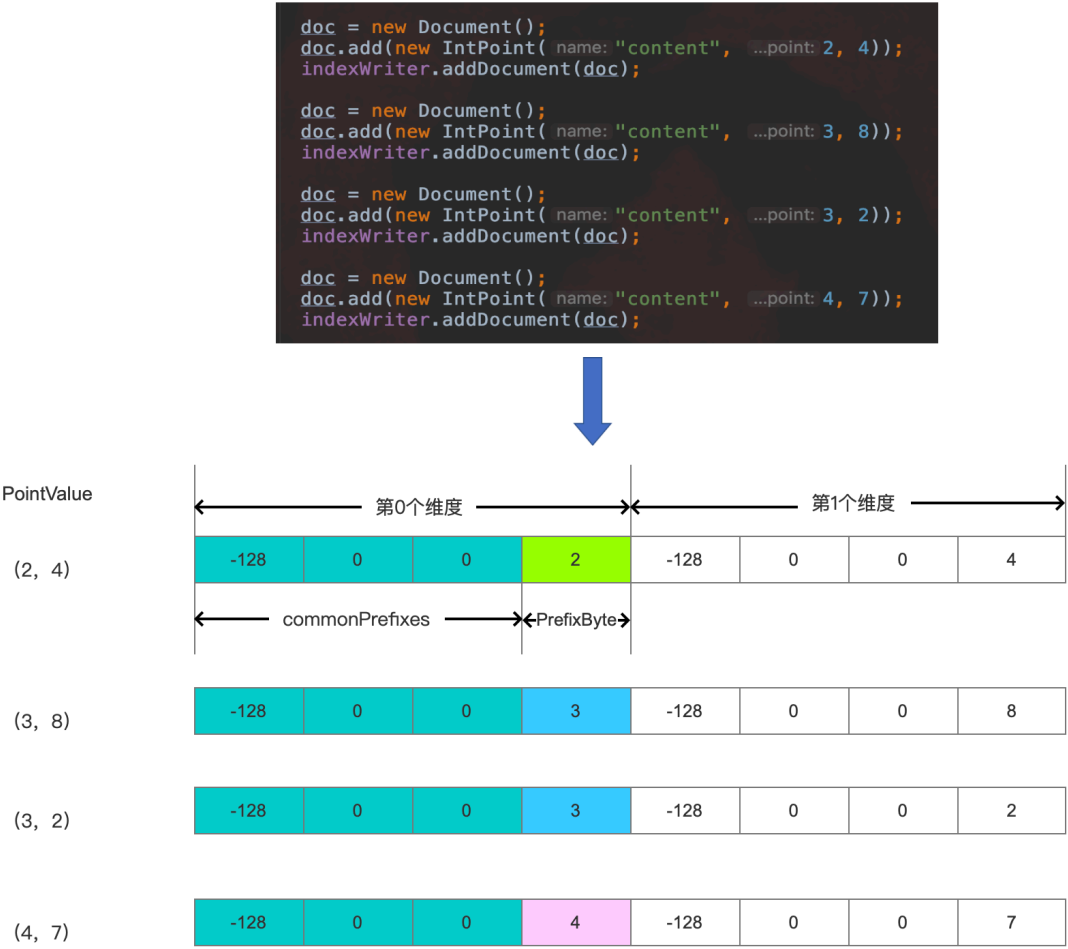 doc = new Document();
doc.add(new IntPoint( name: "content", ...point: 2, 4));
indexWriter.addDocument(doc);
doc = new Document();
doc.add(new IntPoint( name: "content", ...point: 3, 8));
indexWriter.addDocument(doc);
doc = new Document();
doc.add(new IntPoint( name: "content", ...point: 3, 2));
indexWriter.addDocument(doc);
doc = new Document();
doc.add(new IntPoint( name: "content", ...point: 4, 7));
indexWriter.addDocument(doc);
PointValue
第0个维度 第1个维度
(2, 4) -128 0 0 2 -128 0 0 4
commonPrefixes PrefixByte
(3, 8) -128 0 0 3 -128 0 0 8
(3, 2) -128 0 0 3 -128 0 0 2
(4, 7) -128 0 0 4 -128 0 0 7